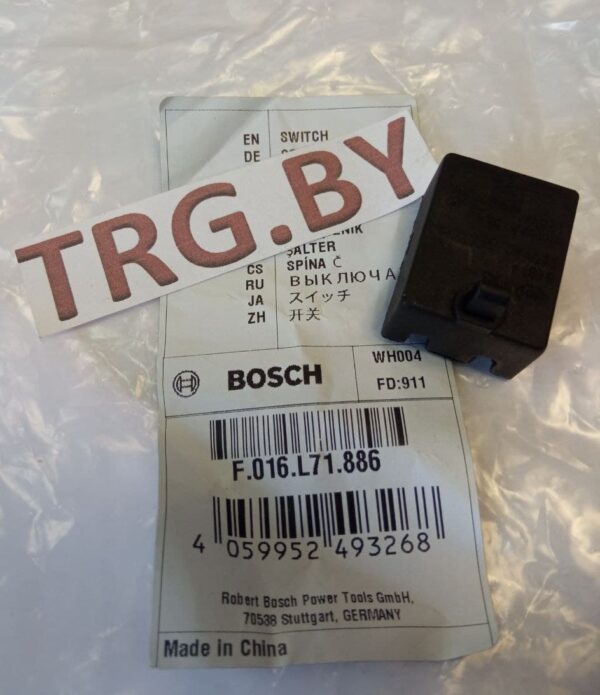 EN SWITCH
DE
TRG.BY
ŞALTER
CS SPÍNAČ
RU ВЫКЛЮЧА
JA スイッチ
ZH 开关
BOSCH
WH004
FD:911
F.016.L71.886
4 059952 493268
Robert Bosch Power Tools GmbH,
70538 Stuttgart, GERMANY
Made in China